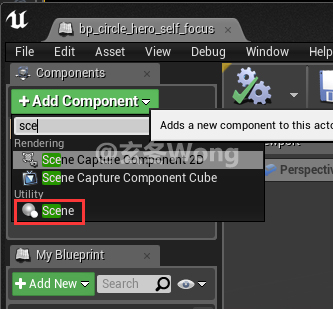 bp_circle_hero_self_focus
File Edit Asset View Debug Window Help
Components
+ Add Component
sce
Adds a new component to this acto
Rendering
Scene Capture Component 2D
Scene Capture Component Cube
Utility
Scene
@玄冬Wong
Perspective
My Blueprint
+ Add New
Search